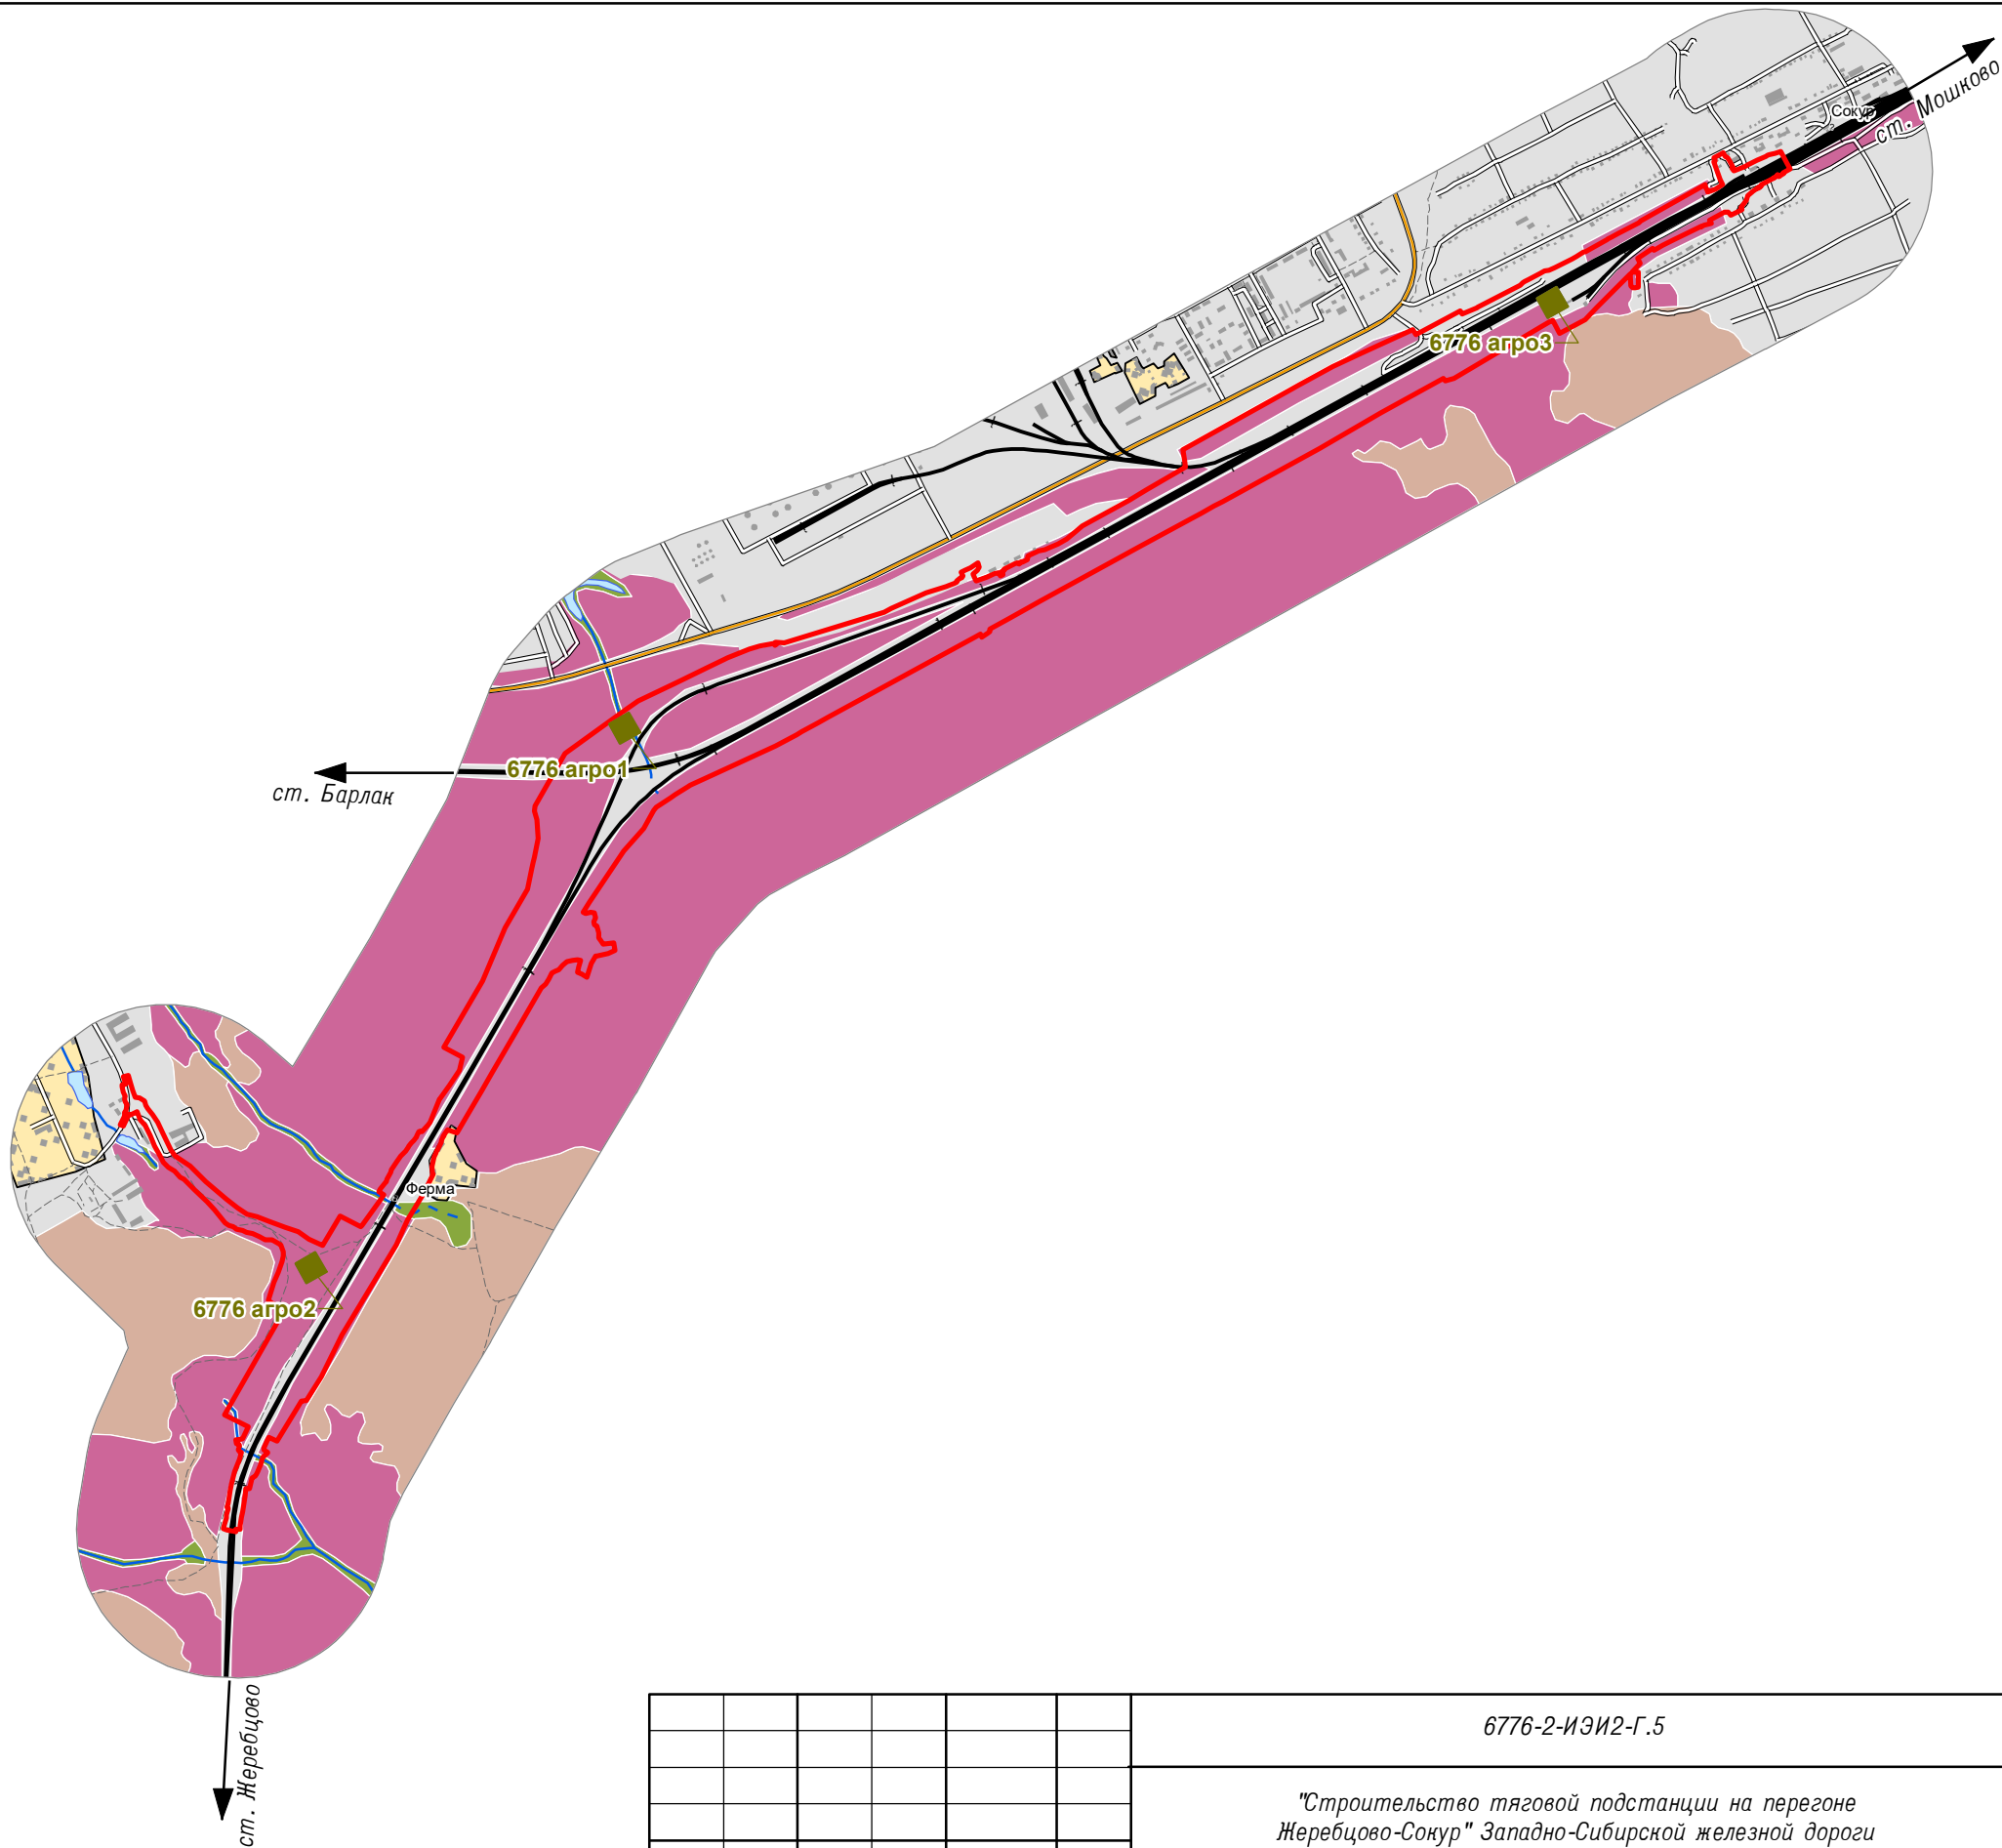 ст. Мошково
Сокур
6776 агро3
6776 агро1
ст. Барлак
Ферма
6776 агро2
ст. Жеребцово
6776-2-ИЭИ2-Г.5
"Строительство тяговой подстанции на перегоне
Жеребцово-Сокур" Западно-Сибирской железной дороги